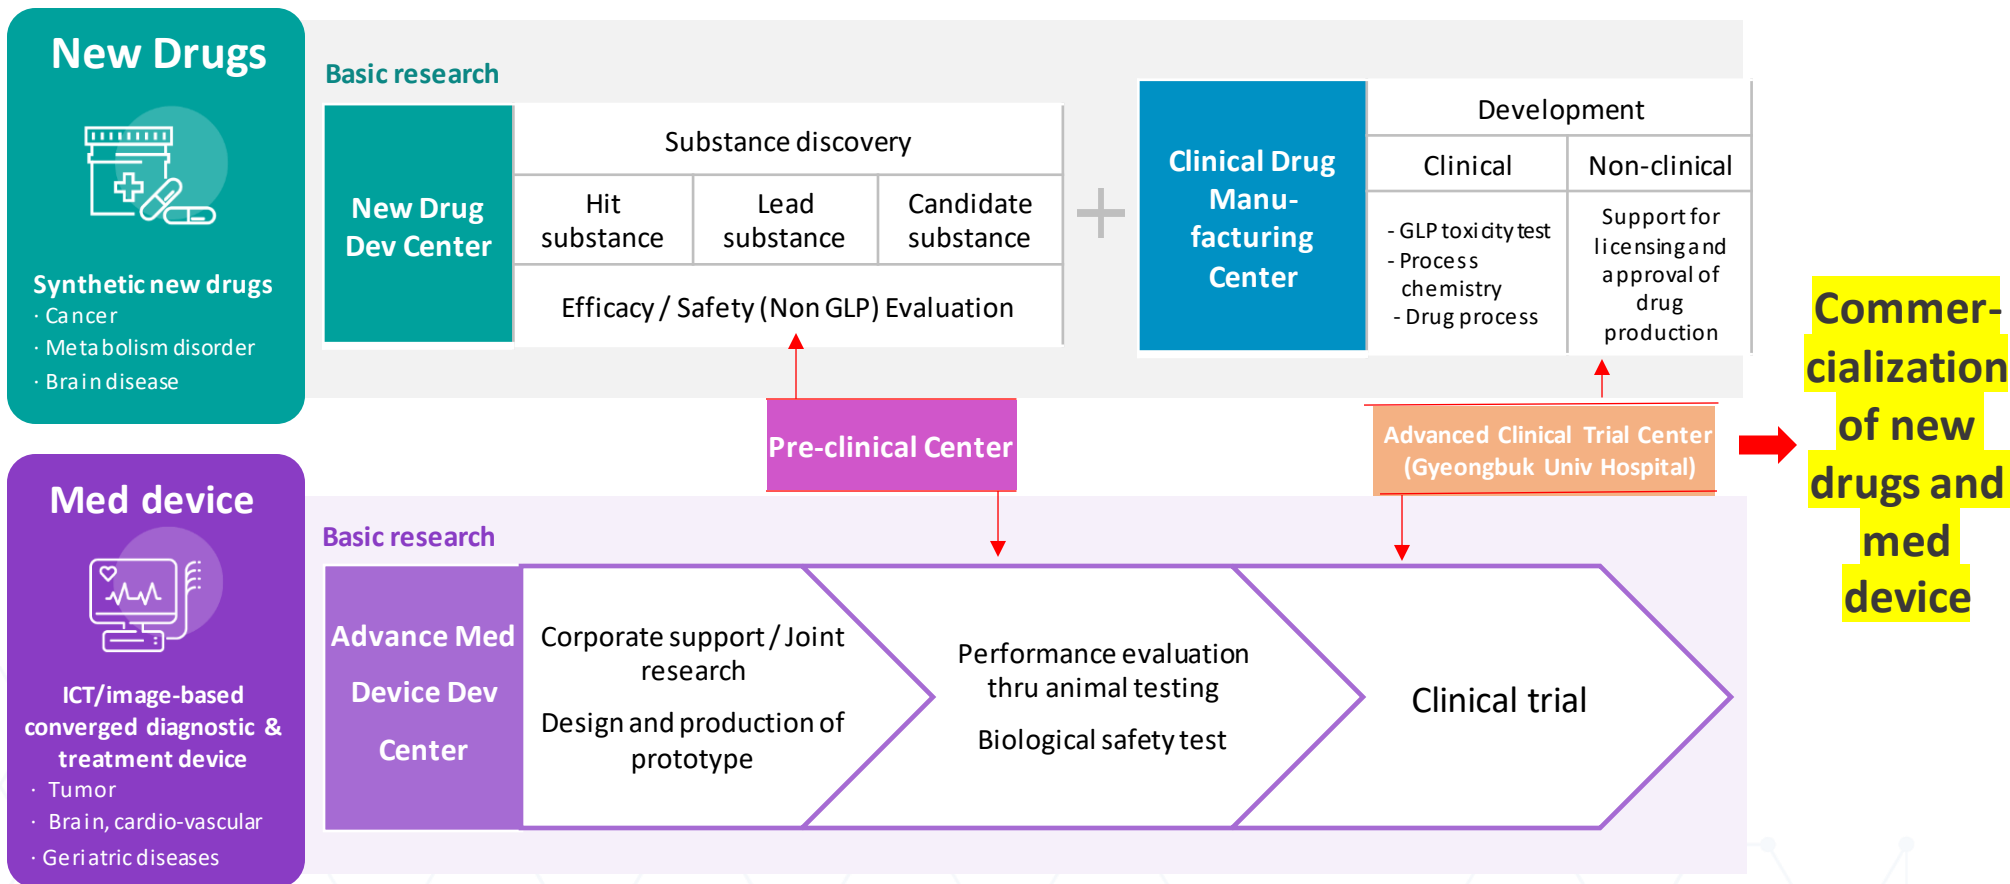 New Drugs
Synthetic new drugs
· Cancer
· Metabolism disorder
· Brain disease
Basic research
New Drug
Dev Center
Substance discovery
Hit
substance
Lead
substance
Candidate
substance
Efficacy / Safety (Non GLP) Evaluation
+
Clinical Drug
Manu-
facturing
Center
Development
Clinical
Non-clinical
- GLP toxicity test
- Process
chemistry
- Drug process
Support for
licensing and
approval of
drug
production
Pre-clinical Center
Advanced Clinical Trial Center
(Gyeongbuk Univ Hospital)
Commer-
cialization
of new
drugs and
med
device
Med device
ICT/image-based
converged diagnostic &
treatment device
· Tumor
· Brain, cardio-vascular
· Geriatric diseases
Basic research
Advance Med
Device Dev
Center
Corporate support / Joint
research
Design and production of
prototype
Performance evaluation
thru animal testing
Biological safety test
Clinical trial